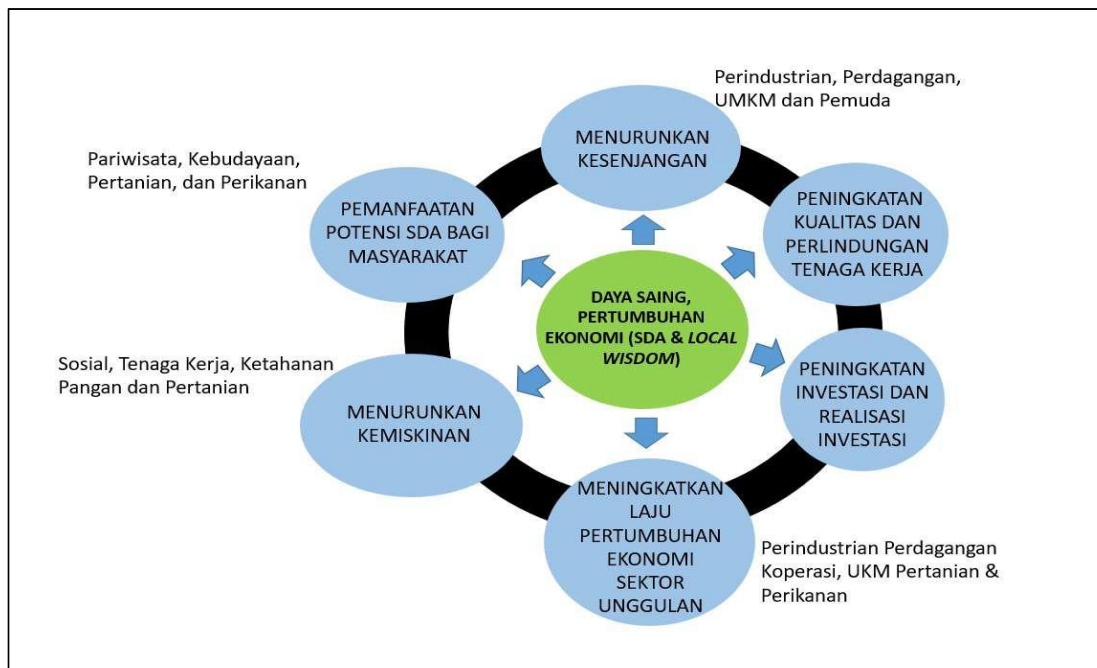 Perindustrian, Perdagangan,
UMKM dan Pemuda
MENURUNKAN
KESENJANGAN
Pariwisata, Kebudayaan,
Pertanian, dan Perikanan
PEMANFAATAN
POTENSI SDA BAGI
MASYARAKAT
PENINGKATAN
KUALITAS DAN
PERLINDUNGAN
TENAGA KERJA
DAYA SAING,
PERTUMBUHAN
EKONOMI (SDA & LOCAL
WISDOM)
Sosial, Tenaga Kerja, Ketahanan
Pangan dan Pertanian
MENURUNKAN
KEMISKINAN
PENINGKATAN
INVESTASI DAN
REALISASI
INVESTASI
MENINGKATKAN
LAJU
PERTUMBUHAN
EKONOMI
SEKTOR
UNGGULAN
Perindustrian Perdagangan
Koperasi, UKM Pertanian &
Perikanan